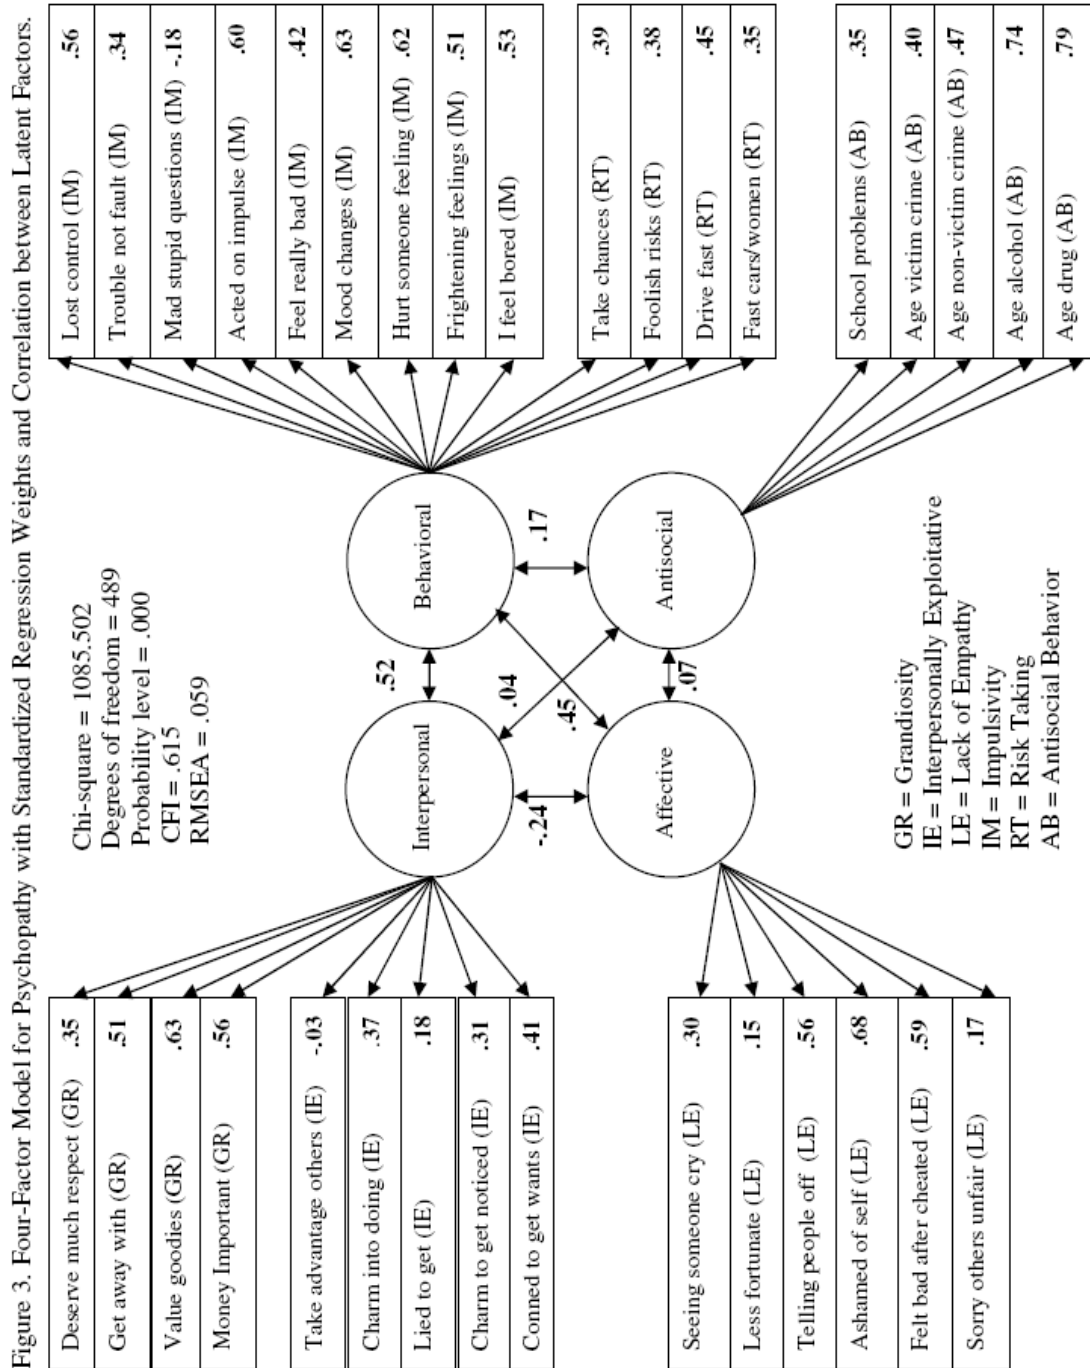 Figure 3. Four-Factor Model for Psychopathy with Standardized Regression Weights and Correlation between Latent Factors.
Deserve much respect (GR) .35
Get away with (GR) .51
Value goodies (GR) .63
Money Important (GR) .56
Take advantage others (IE) -.03
Charm into doing (IE) .37
Lied to get (IE) .18
Charm to get noticed (IE) .31
Conned to get wants (IE) .41
Seeing someone cry (LE) .30
Less fortunate (LE) .15
Telling people off (LE) .56
Ashamed of self (LE) .68
Felt bad after cheated (LE) .59
Sorry others unfair (LE) .17
Chi-square = 1085.502
Degrees of freedom = 489
Probability level = .000
CFI = .615
RMSEA = .059
Interpersonal
.52
Behavioral
-.24
.04
.45
.17
Affective
.07
Antisocial
GR = Grandiosity
IE = Interpersonally Exploitative
LE = Lack of Empathy
IM = Impulsivity
RT = Risk Taking
AB = Antisocial Behavior
Lost control (IM) .56
Trouble not fault (IM) .34
Mad stupid questions (IM) -.18
Acted on impulse (IM) .60
Feel really bad (IM) .42
Mood changes (IM) .63
Hurt someone feeling (IM) .62
Frightening feelings (IM) .51
I feel bored (IM) .53
Take chances (RT) .39
Foolish risks (RT) .38
Drive fast (RT) .45
Fast cars/women (RT) .35
School problems (AB) .35
Age victim crime (AB) .40
Age non-victim crime (AB) .47
Age alcohol (AB) .74
Age drug (AB) .79